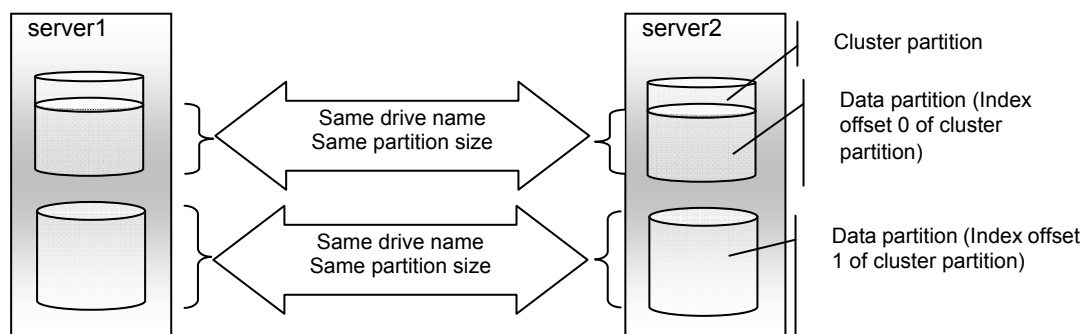 server1
server2
Cluster partition
Same drive name
Same partition size
Data partition (Index
offset 0 of cluster
partition)
Same drive name
Same partition size
Data partition (Index offset
1 of cluster partition)